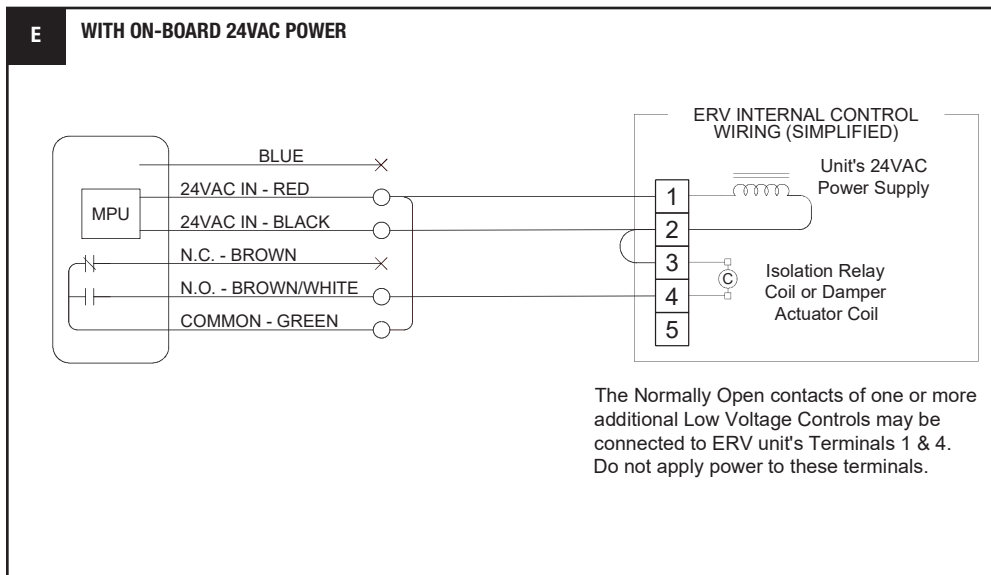 E
WITH ON-BOARD 24VAC POWER
ERV INTERNAL CONTROL
WIRING (SIMPLIFIED)
Unit's 24VAC
Power Supply
BLUE
24VAC IN - RED
24VAC IN - BLACK
MPU
N.C. - BROWN
N.O. - BROWN/WHITE
COMMON - GREEN
1
2
3
4
5
C
Isolation Relay
Coil or Damper
Actuator Coil
The Normally Open contacts of one or more
additional Low Voltage Controls may be
connected to ERV unit's Terminals 1 & 4.
Do not apply power to these terminals.